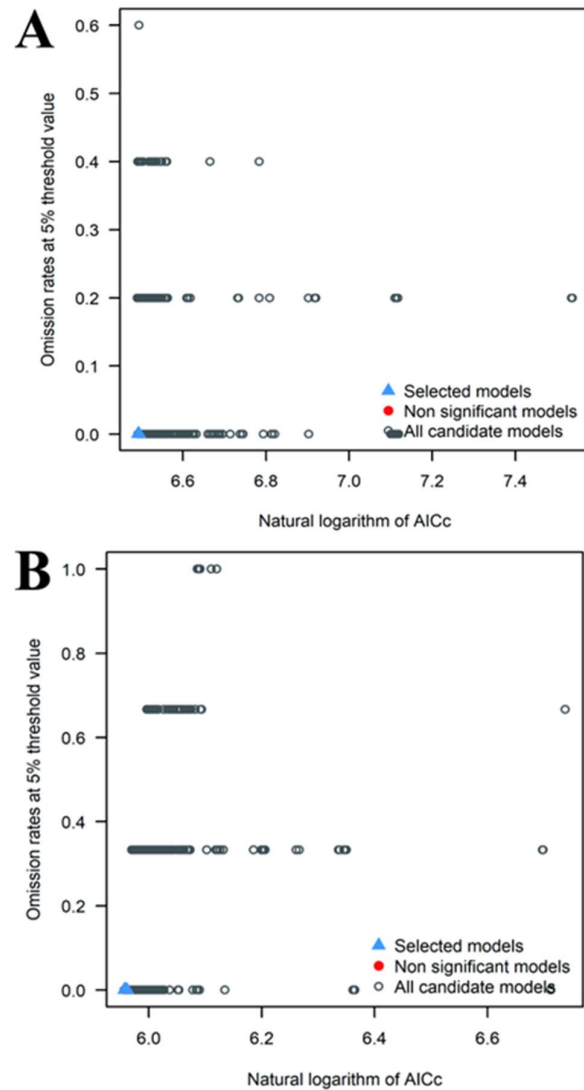 A
0.6
0.5
0.4
0.3
0.2
0.1
0.0
Omission rates at 5% threshold value
Selected models
Non significant models
All candidate models
6.6 6.8 7.0 7.2 7.4
Natural logarithm of AICc
B
1.0
0.8
0.6
0.4
0.2
0.0
Omission rates at 5% threshold value
Selected models
Non significant models
All candidate models
6.0 6.2 6.4 6.6
Natural logarithm of AICc